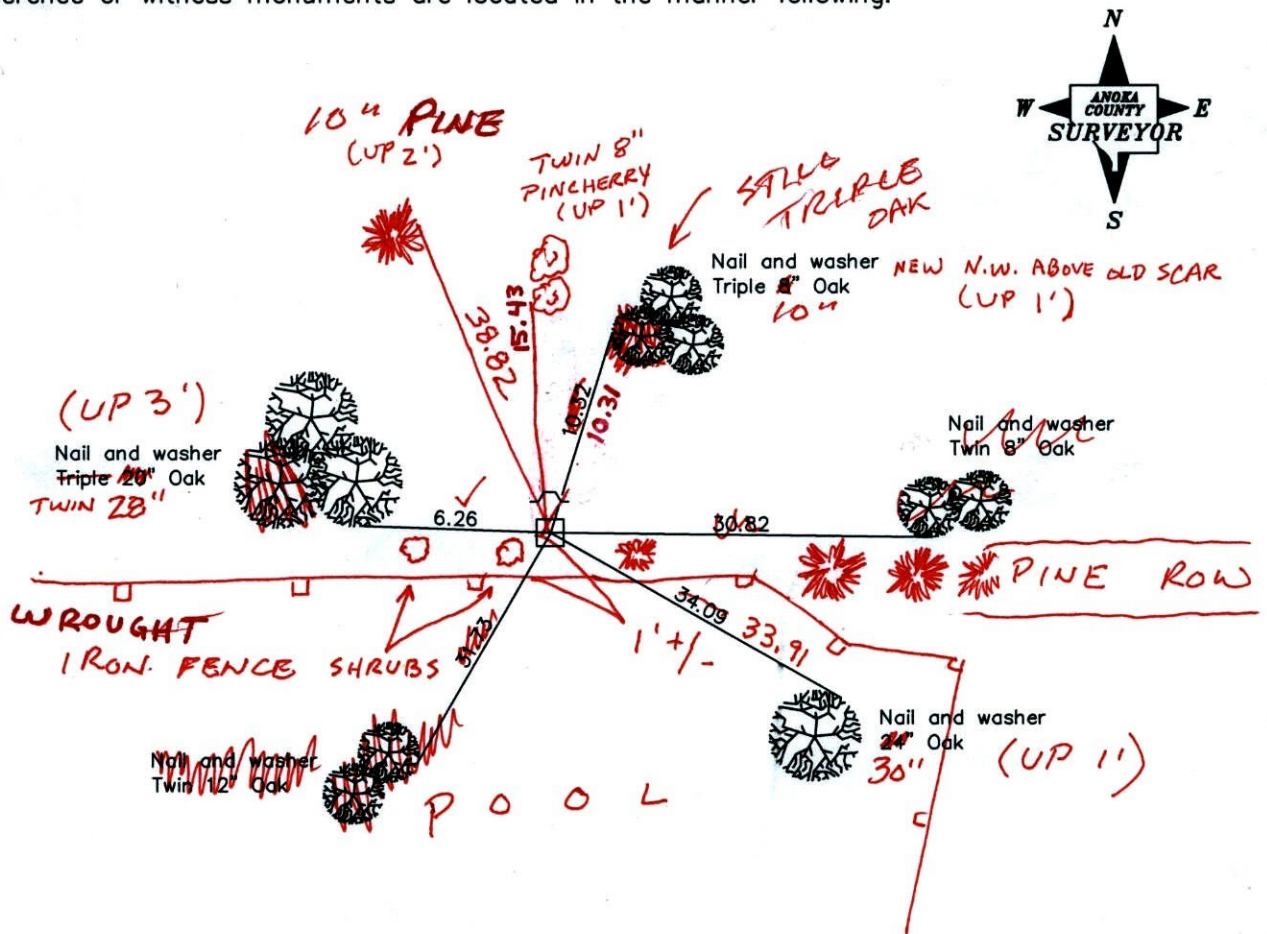 erences or witness monuments are located in the manner following:
N
W
ANOKA
COUNTY
SURVEYOR
E
S
10" PINE
(UP 2')
TWIN 8"
PINCHERRY
(UP 1')
STILL
TRIPLE
OAK
Nail and washer
Triple 8" Oak
10"
NEW N.W. ABOVE OLD SCAR
(UP 1')
38.82
15.43
10.52
10.31
(UP 3')
Nail and washer
Triple 20" Oak
TWIN 28"
6.26
Nail and washer
Twin 8" Oak
30.82
PINE ROW
WROUGHT
IRON. FENCE
SHRUBS
1' +/-
34.09
33.91
Nail and washer
24" Oak
30"
(UP 1')
Nail and washer
Twin 12" Oak
POOL